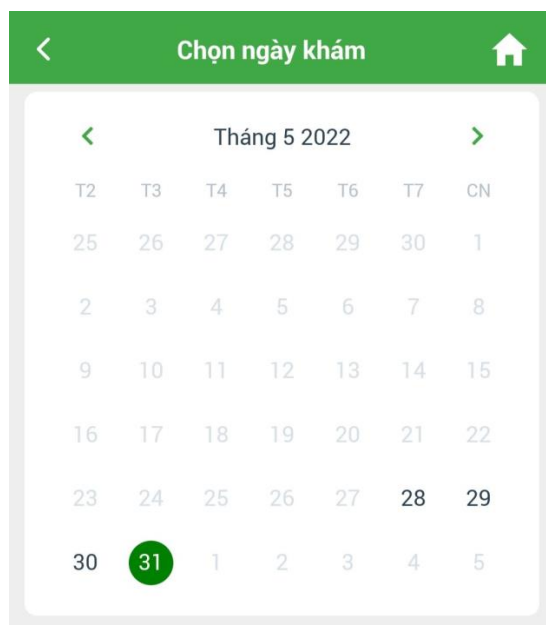 Chọn ngày khám
Tháng 5 2022
T2 T3 T4 T5 T6 T7 CN
25 26 27 28 29 30 1
2 3 4 5 6 7 8
9 10 11 12 13 14 15
16 17 18 19 20 21 22
23 24 25 26 27 28 29
30 31 1 2 3 4 5